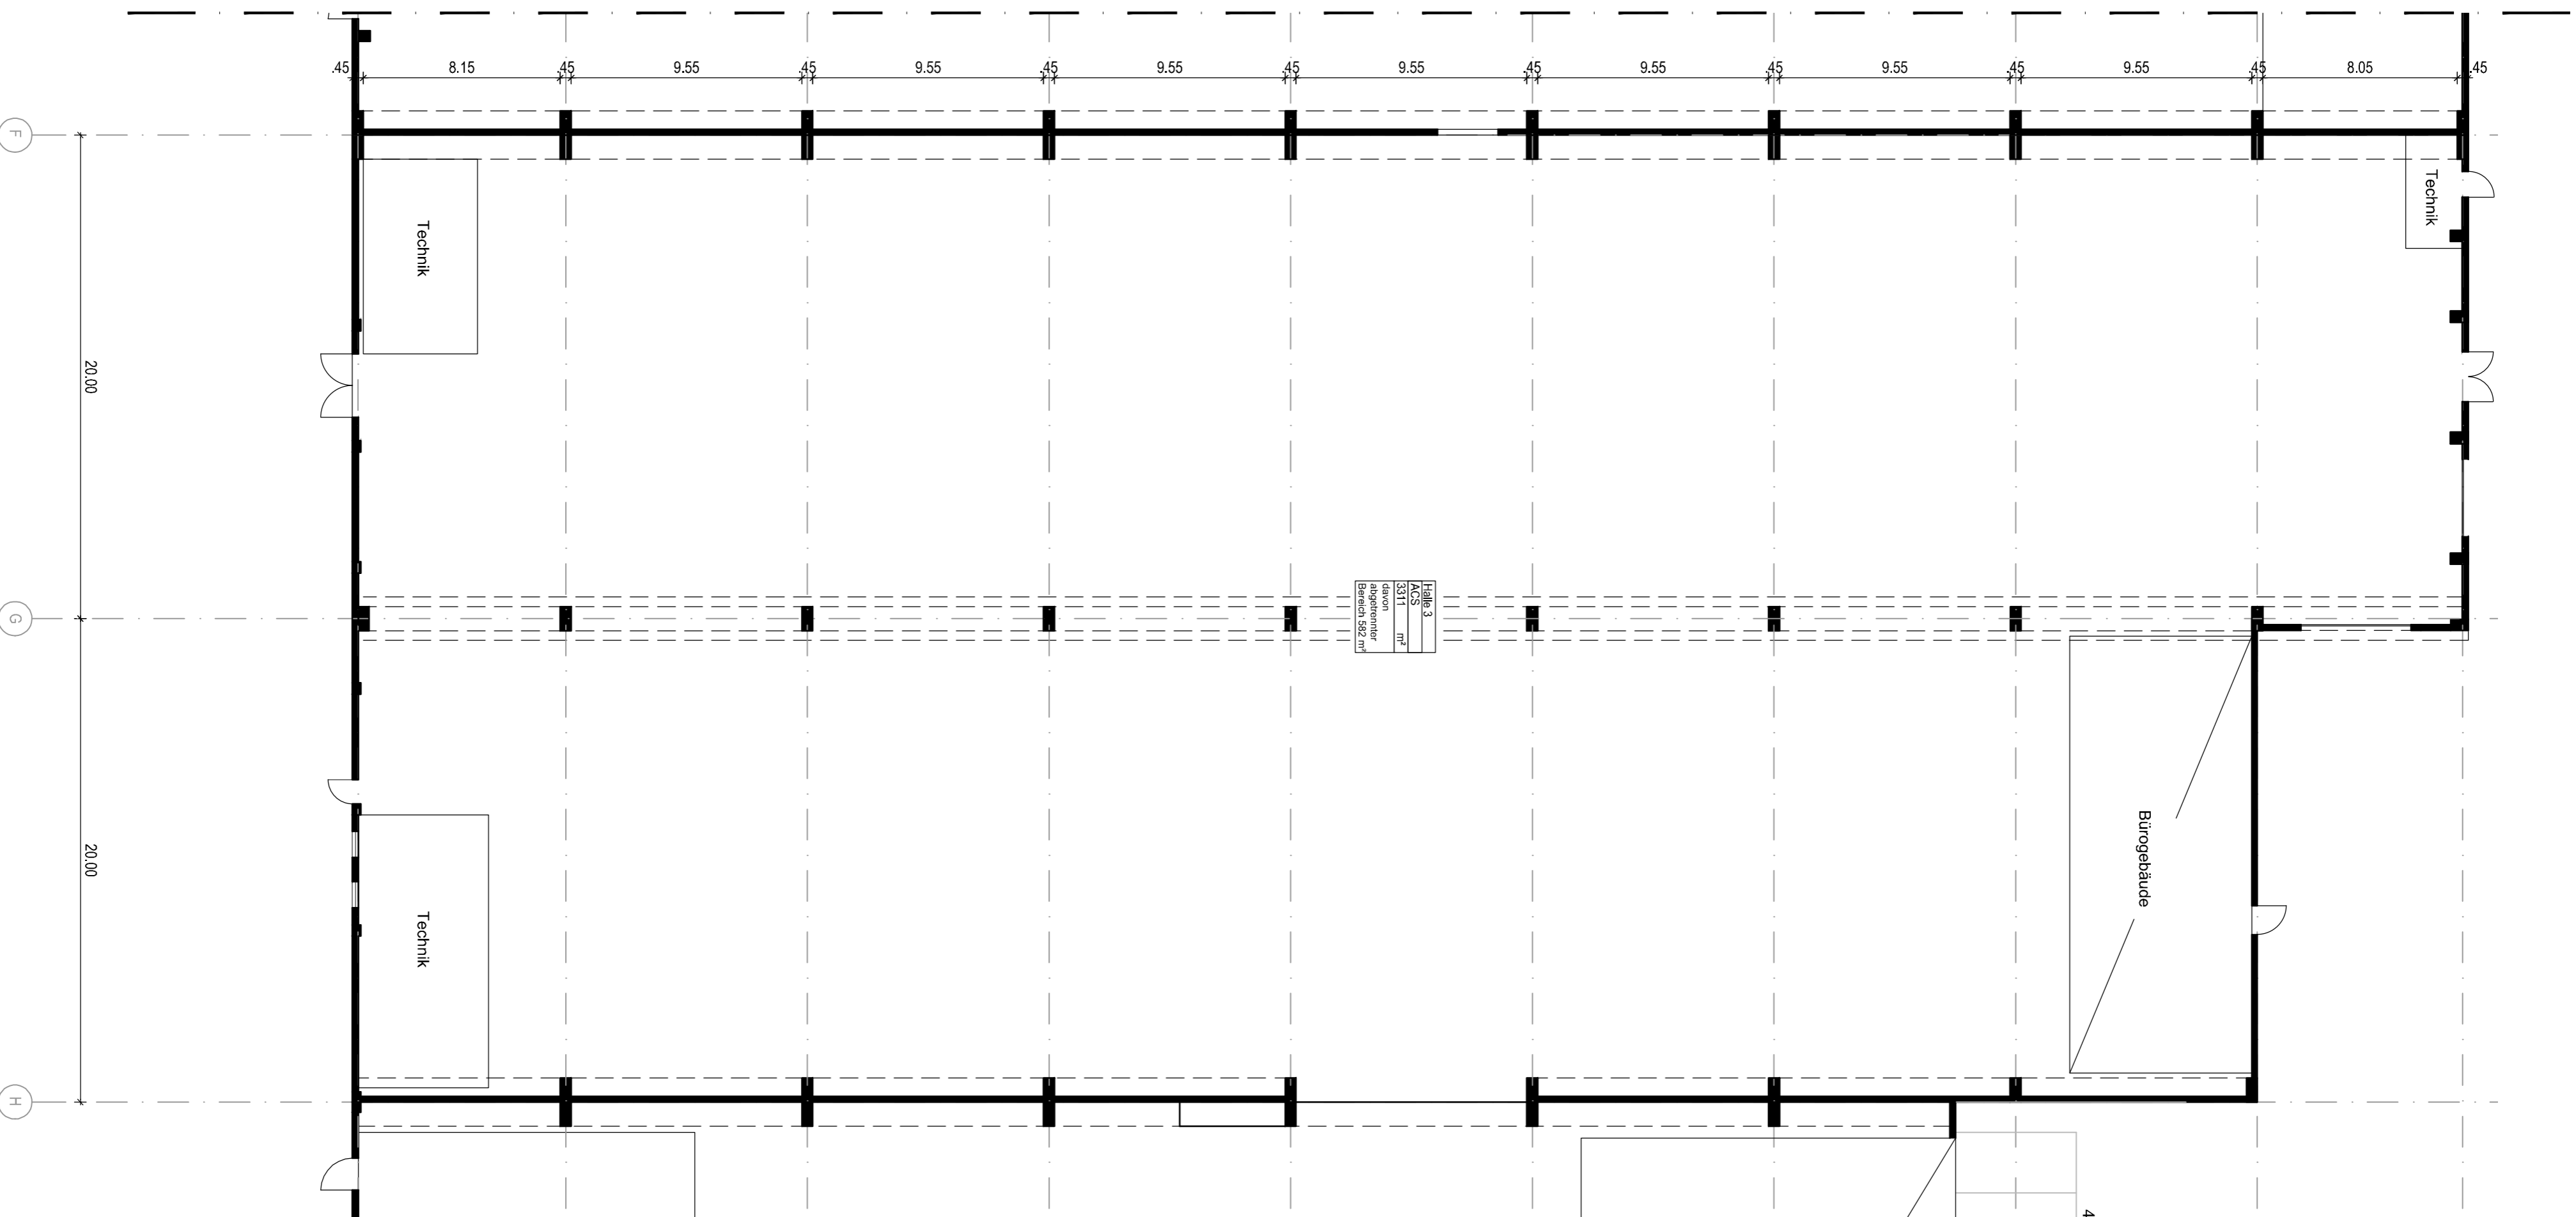 .45 8.15 .45 9.55 .45 9.55 .45 9.55 .45 9.55 .45 9.55 .45 9.55 .45 9.55 .45 8.05 .45
F
20.00
G
20.00
H
Technik
Technik
Technik
Halle 3
ACS
3311 m²
davon
abgetrennter
Bereich 582 m²
Bürogebäude
4